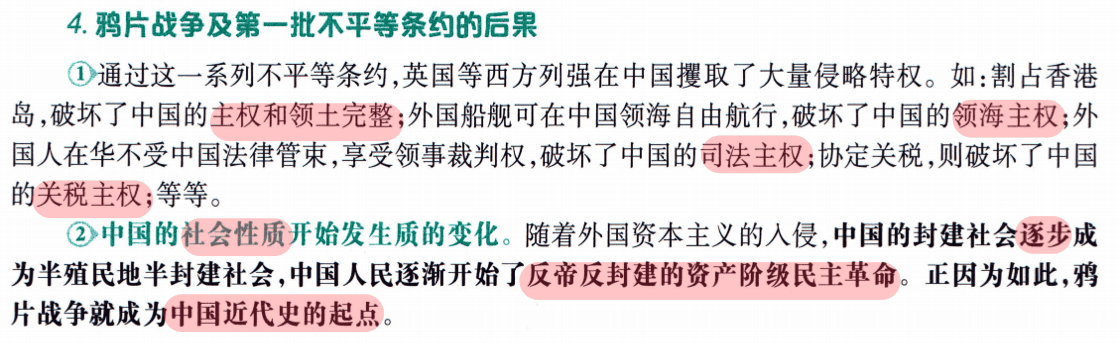 4. 鸦片战争及第一批不平等条约的后果
①通过这一系列不平等条约,英国等西方列强在中国攫取了大量侵略特权。如:割占香港
岛,破坏了中国的主权和领土完整;外国船舰可在中国领海自由航行,破坏了中国的领海主权;外
国人在华不受中国法律管束,享受领事裁判权,破坏了中国的司法主权;协定关税,则破坏了中国
的关税主权;等等。
②中国的社会性质开始发生质的变化。随着外国资本主义的入侵,中国的封建社会逐步成
为半殖民地半封建社会,中国人民逐渐开始了反帝反封建的资产阶级民主革命。正因为如此,鸦
片战争就成为中国近代史的起点。